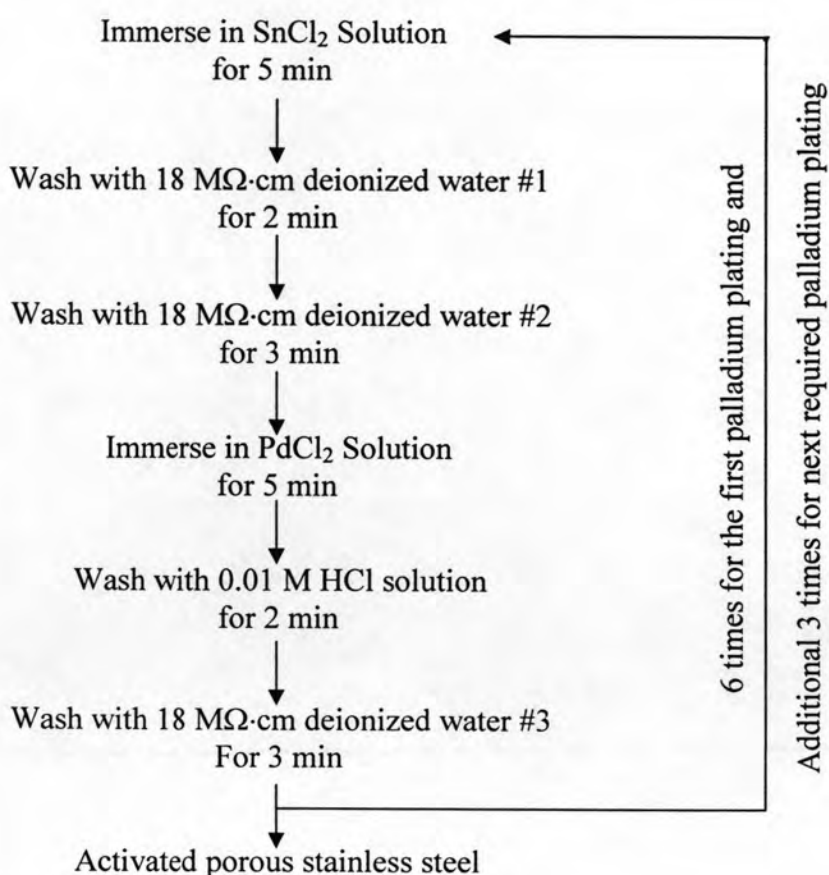 Immerse in SnCl₂ Solution
for 5 min
Wash with 18 MΩ·cm deionized water #1
for 2 min
Wash with 18 MΩ·cm deionized water #2
for 3 min
Immerse in PdCl₂ Solution
for 5 min
Wash with 0.01 M HCl solution
for 2 min
Wash with 18 MΩ·cm deionized water #3
For 3 min
Activated porous stainless steel
6 times for the first palladium plating and
Additional 3 times for next required palladium plating